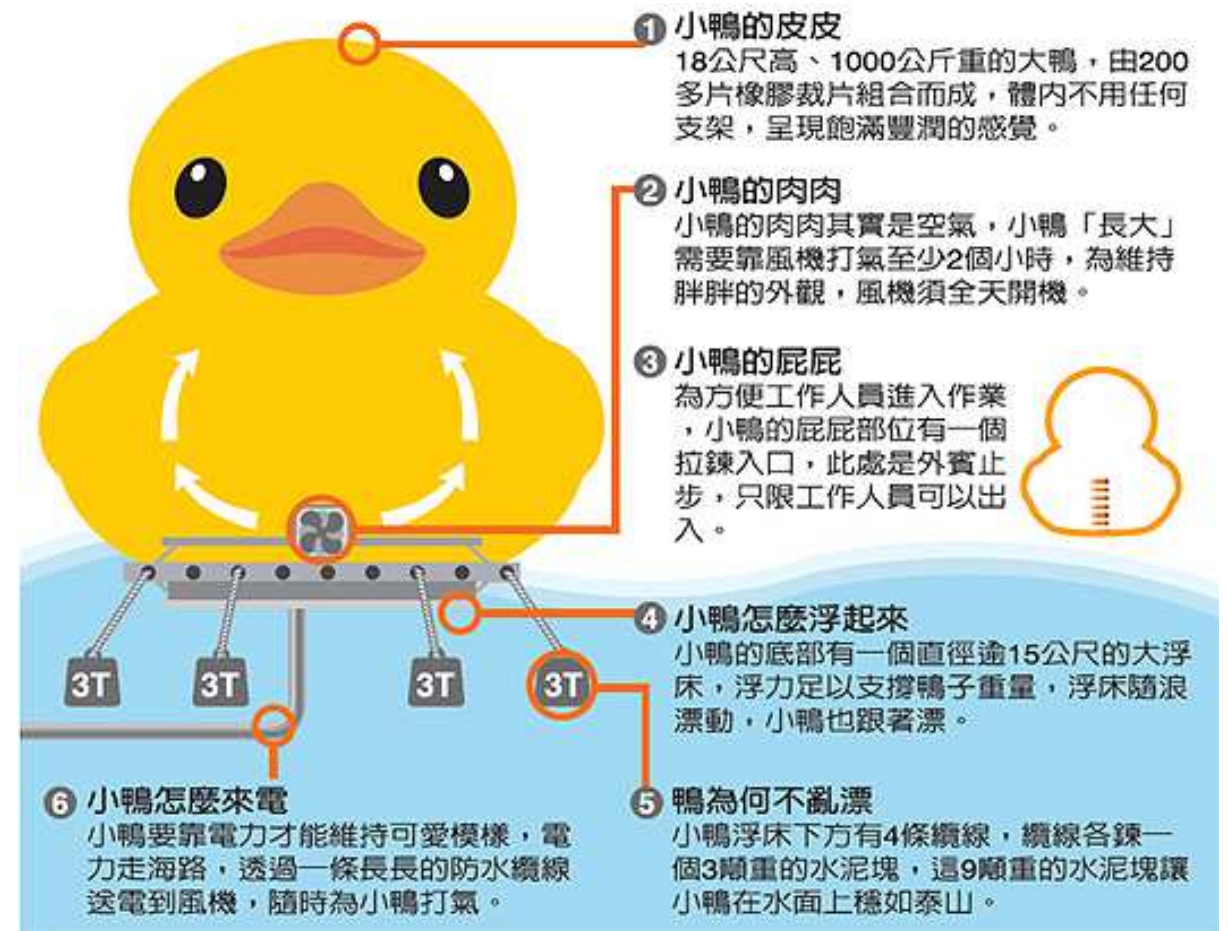 ❶ 小鴨的皮皮
18公尺高、1000公斤重的大鴨，由200
多片橡膠裁片組合而成，體內不用任何
支架，呈現飽滿豐潤的感覺。
❷ 小鴨的肉肉
小鴨的肉肉其實是空氣，小鴨「長大」
需要靠風機打氣至少2個小時，為維持
胖胖的外觀，風機須全天開機。
❸ 小鴨的屁屁
為方便工作人員進入作業
，小鴨的屁屁部位有一個
拉鍊入口，此處是外賓止
步，只限工作人員可以出
入。
❹ 小鴨怎麼浮起來
小鴨的底部有一個直徑逾15公尺的大浮
床，浮力足以支撐鴨子重量，浮床隨浪
漂動，小鴨也跟著漂。
3T 3T 3T 3T
❺ 鴨為何不亂漂
小鴨浮床下方有4條纜線，纜線各鍊一
個3噸重的水泥塊，這9噸重的水泥塊讓
小鴨在水面上穩如泰山。
❻ 小鴨怎麼來電
小鴨要靠電力才能維持可愛模樣，電
力走海路，透過一條長長的防水纜線
送電到風機，隨時為小鴨打氣。